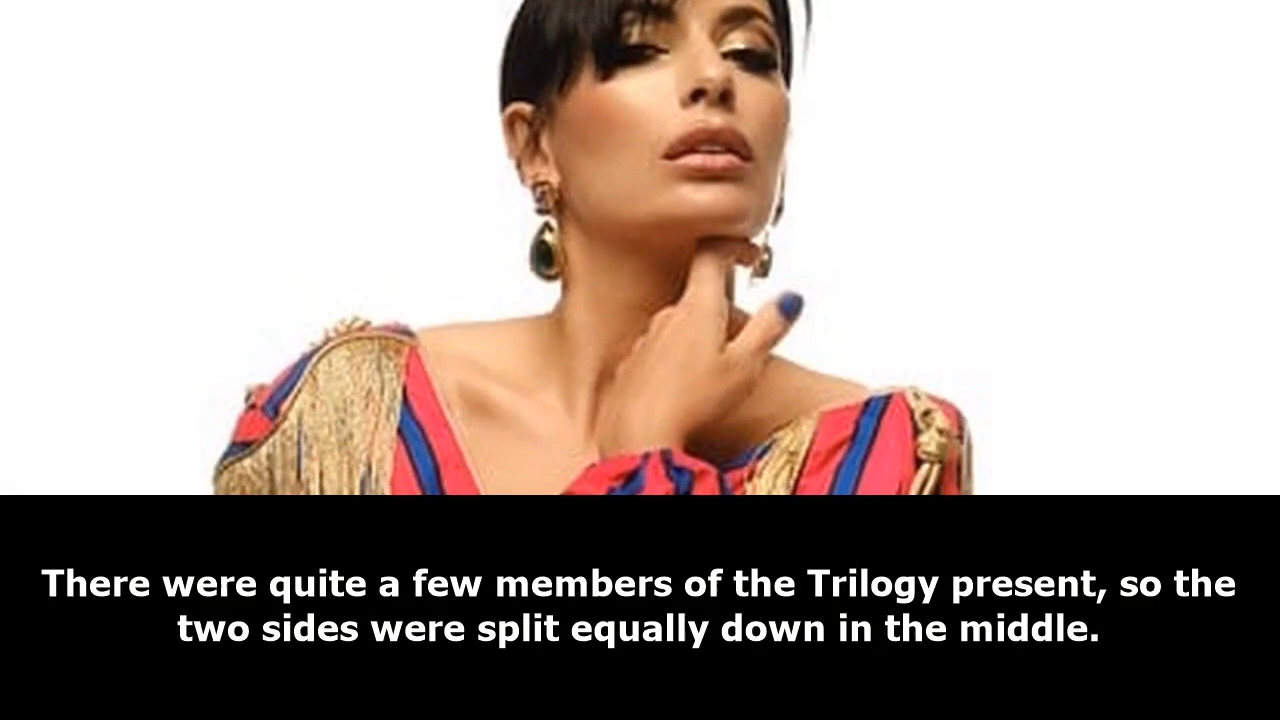 There were quite a few members of the Trilogy present, so the
two sides were split equally down in the middle.